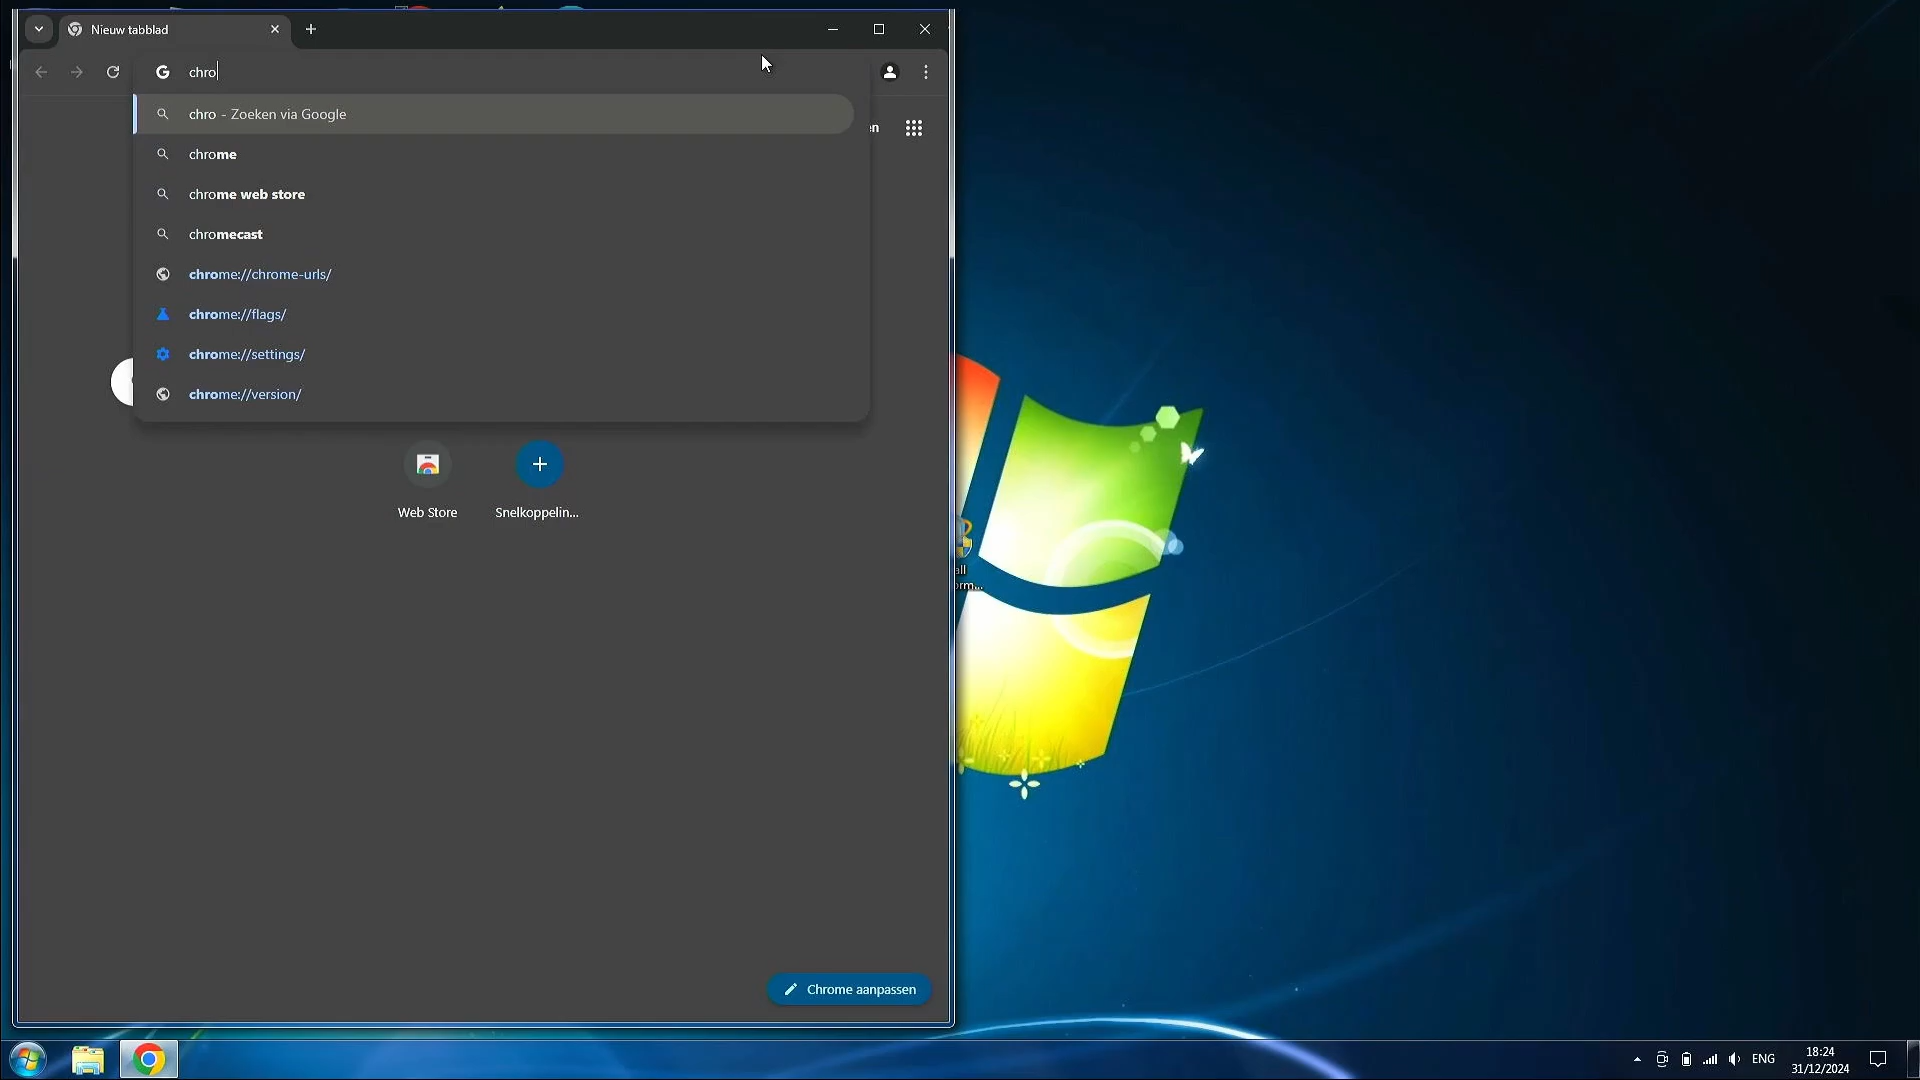 Nieuw tabblad
chro
chro - Zoeken via Google
chrome
chrome web store
chromecast
chrome://chrome-urls/
chrome://flags/
chrome://settings/
chrome://version/
Web Store
Snelkoppelin...
Chrome aanpassen
ENG
18:24
31/12/2024